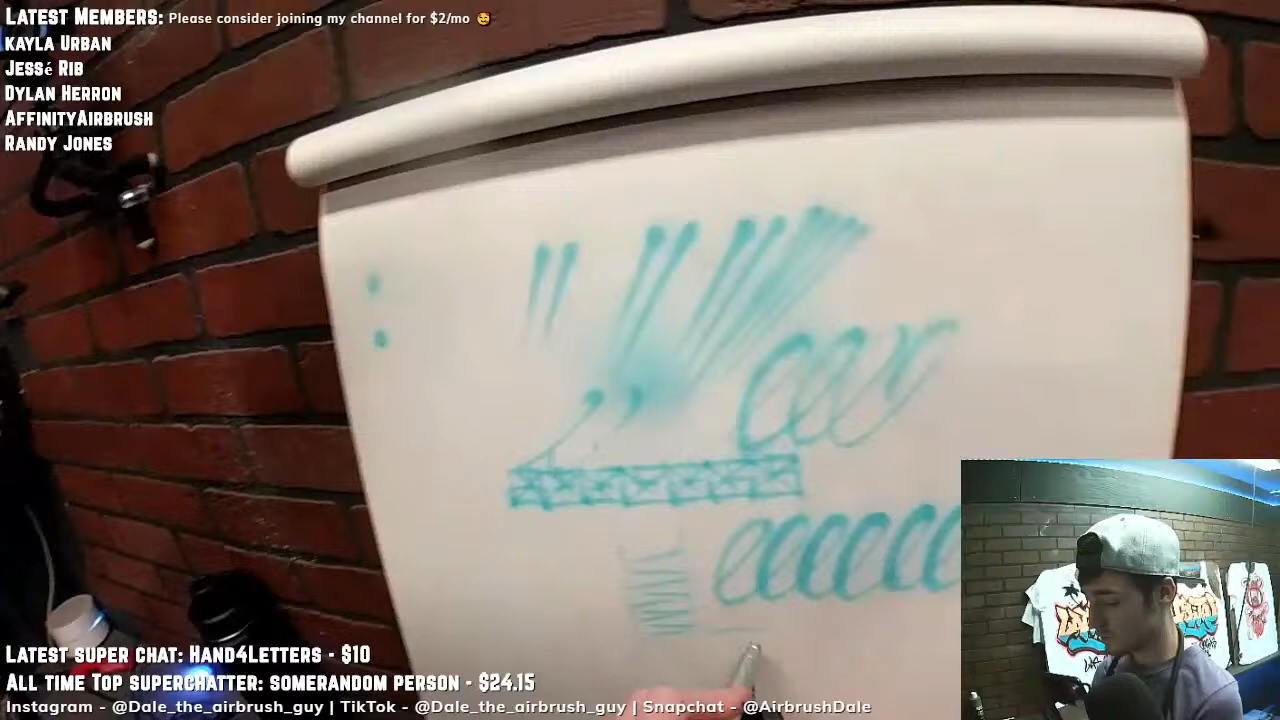 Latest Members: Please consider joining my channel for $2/mo
Kayla Urban
Jessé Rib
Dylan Herron
AffinityAirbrush
Randy Jones
Latest super chat: Hand4Letters - $10
All time Top superchatter: somerandom person - $24.15
Instagram - @Dale_the_airbrush_guy | TikTok - @Dale_the_airbrush_guy | Snapchat - @AirbrushDale